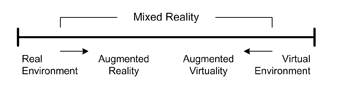 Mixed Reality
Real Environment
Augmented Reality
Augmented Virtuality
Virtual Environment